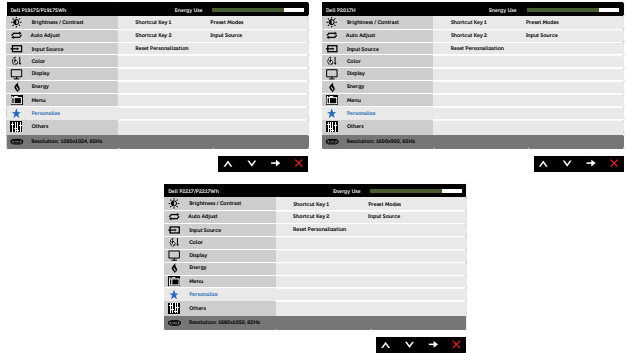 Dell P1917S/P1917SWh Energy Use
Brightness / Contrast Shortcut Key 1 Preset Modes
Auto Adjust Shortcut Key 2 Input Source
Input Source Reset Personalization
Color
Display
Energy
Menu
Personalize
Others
Resolution: 1280x1024, 60Hz
Dell P2017H Energy Use
Brightness / Contrast Shortcut Key 1 Preset Modes
Auto Adjust Shortcut Key 2 Input Source
Input Source Reset Personalization
Color
Display
Energy
Menu
Personalize
Others
Resolution: 1600x900, 60Hz
Dell P2217/P2217Wh Energy Use
Brightness / Contrast Shortcut Key 1 Preset Modes
Auto Adjust Shortcut Key 2 Input Source
Input Source Reset Personalization
Color
Display
Energy
Menu
Personalize
Others
Resolution: 1680x1050, 60Hz